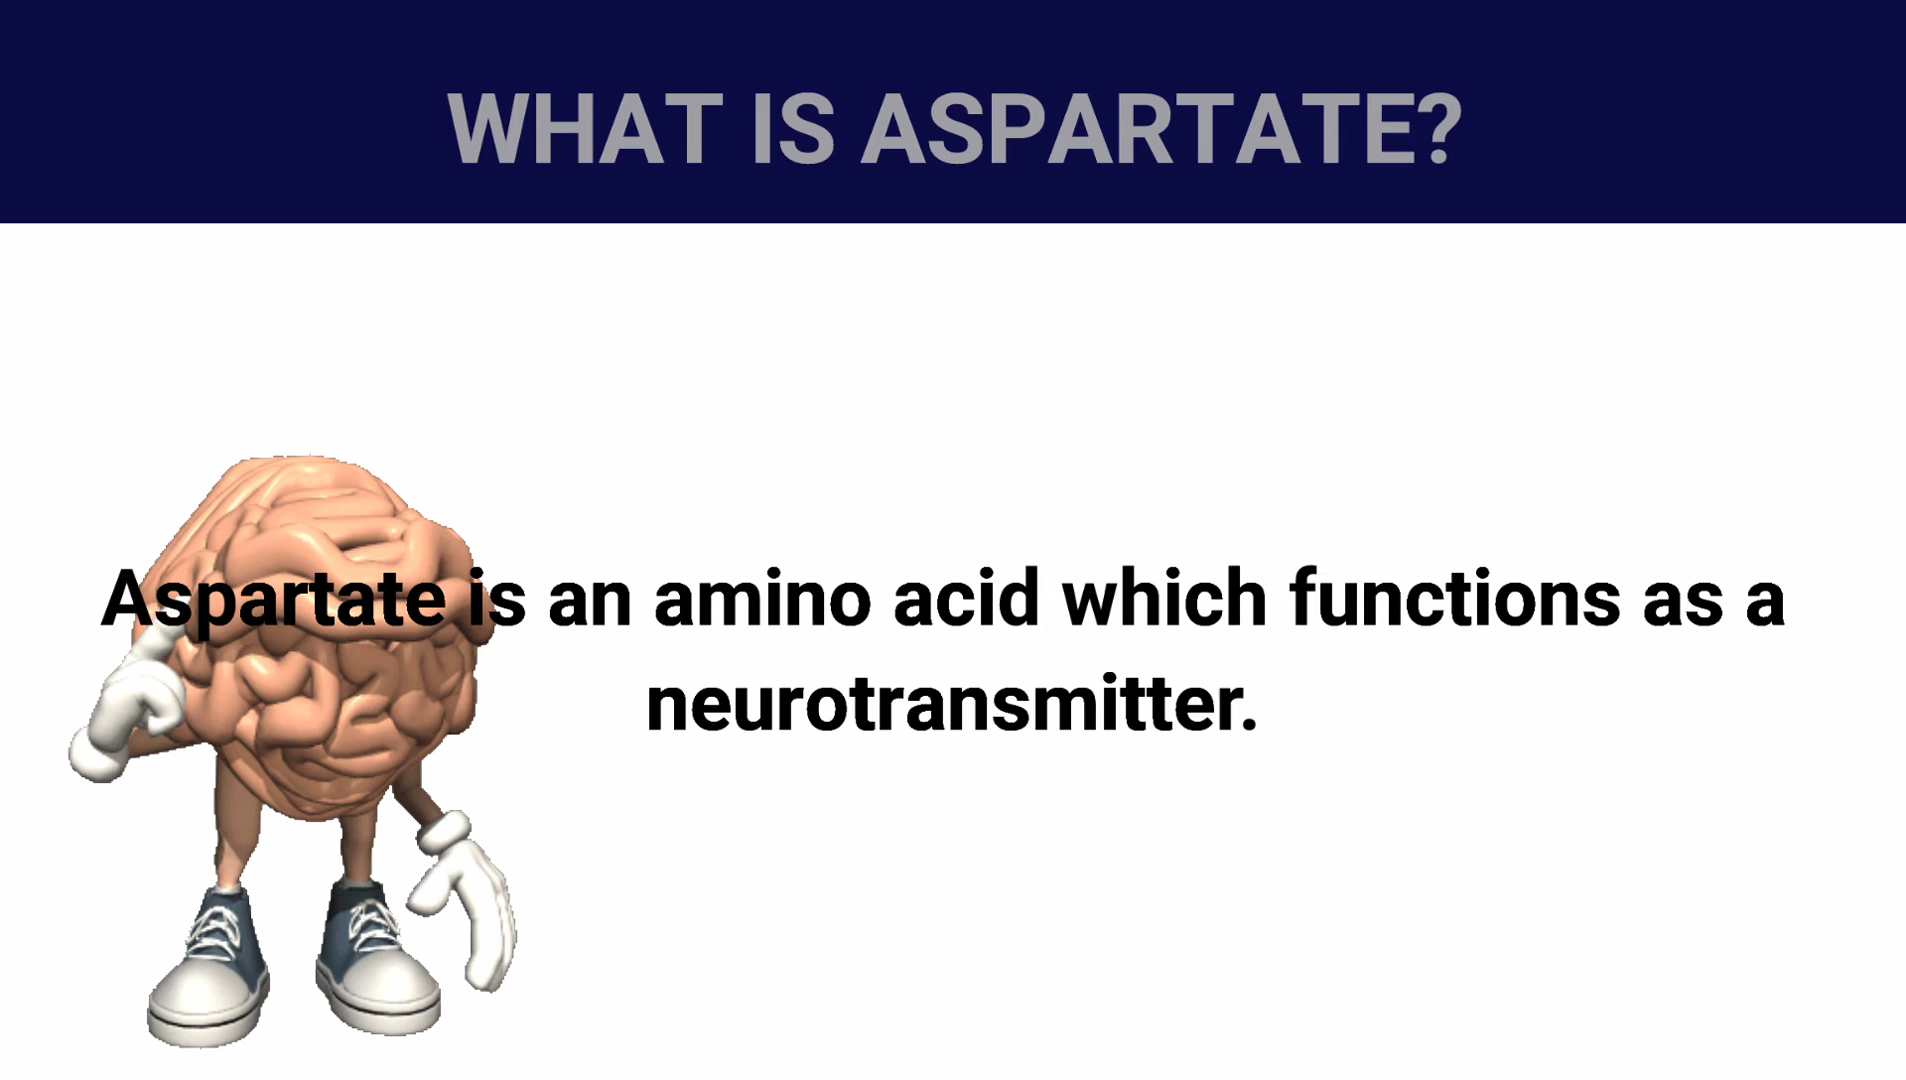 WHAT IS ASPARTATE?
Aspartate is an amino acid which functions as a
neurotransmitter.